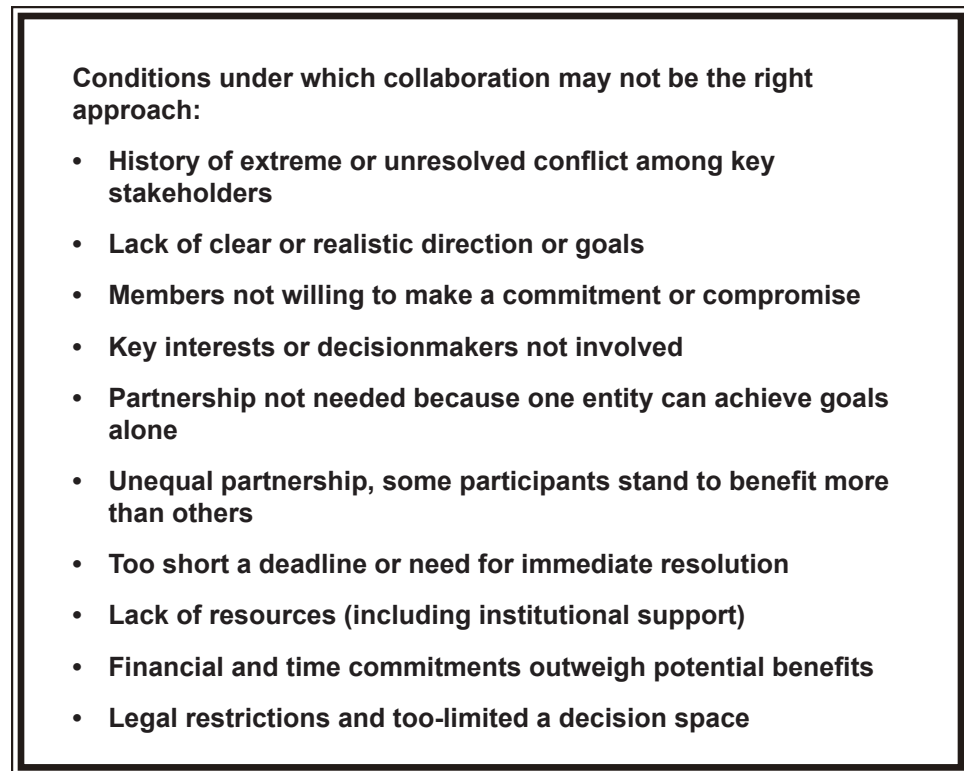 Conditions under which collaboration may not be the right
approach:
• History of extreme or unresolved conflict among key
stakeholders
• Lack of clear or realistic direction or goals
• Members not willing to make a commitment or compromise
• Key interests or decisionmakers not involved
• Partnership not needed because one entity can achieve goals
alone
• Unequal partnership, some participants stand to benefit more
than others
• Too short a deadline or need for immediate resolution
• Lack of resources (including institutional support)
• Financial and time commitments outweigh potential benefits
• Legal restrictions and too-limited a decision space